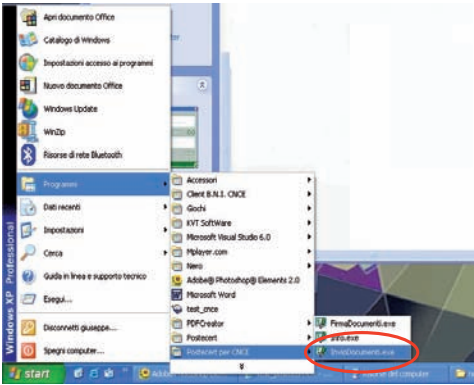 Apri documento Office
Catalogo di Windows
Impostazioni accesso ai programmi
Nuovo documento Office
Windows Update
WinZip
Risorse di rete Bluetooth
Programmi
Dati recenti
Impostazioni
Cerca
Guida in linea e supporto tecnico
Esegui...
Disconnetti giuseppe...
Spegni computer...
Windows XP Professional
Accessori
Client B.N.I. CNCE
Giochi
KVT SoftWare
Microsoft Visual Studio 6.0
Mplayer.com
Nero
Adobe® Photoshop® Elements 2.0
Microsoft Word
test_cnce
PDFCreator
Postecert
Postecert per CNCE
FirmaDocumenti.exe
Info.exe
InvioDocumenti.exe
start